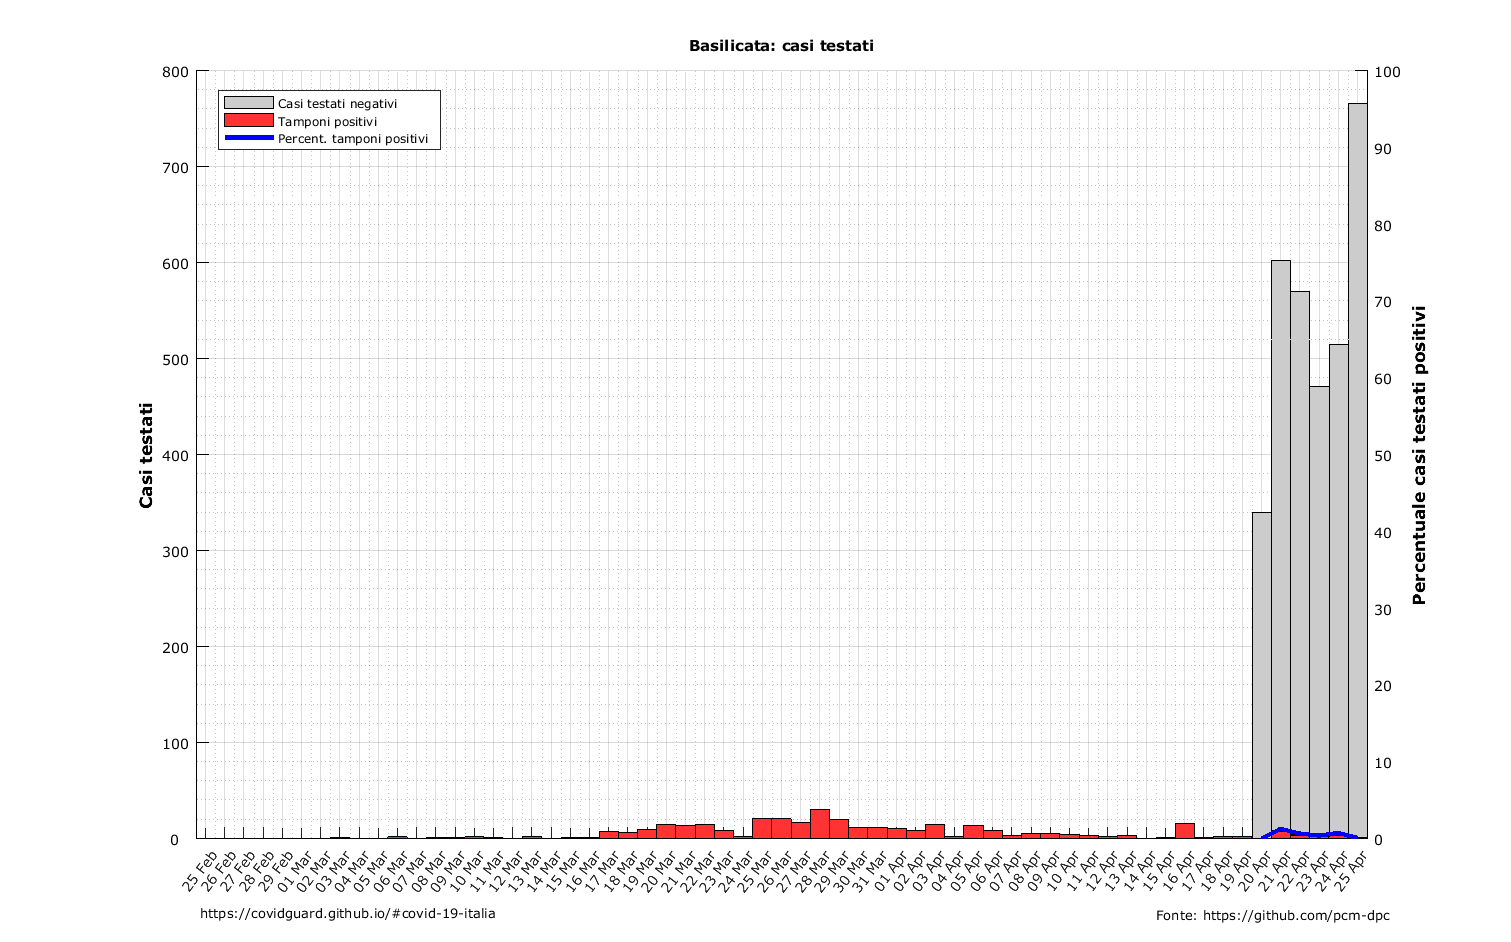 Basilicata: casi testati
Casi testati negativi
Tamponi positivi
Percent. tamponi positivi
Casi testati
800
700
600
500
400
300
200
100
0
100
90
80
70
60
50
40
30
20
10
0
Percentuale casi testati positivi
25 Feb
26 Feb
27 Feb
28 Feb
29 Feb
01 Mar
02 Mar
03 Mar
04 Mar
05 Mar
06 Mar
07 Mar
08 Mar
09 Mar
10 Mar
11 Mar
12 Mar
13 Mar
14 Mar
15 Mar
16 Mar
17 Mar
18 Mar
19 Mar
20 Mar
21 Mar
22 Mar
23 Mar
24 Mar
25 Mar
26 Mar
27 Mar
28 Mar
29 Mar
30 Mar
31 Mar
01 Apr
02 Apr
03 Apr
04 Apr
05 Apr
06 Apr
07 Apr
08 Apr
09 Apr
10 Apr
11 Apr
12 Apr
13 Apr
14 Apr
15 Apr
16 Apr
17 Apr
18 Apr
19 Apr
20 Apr
21 Apr
22 Apr
23 Apr
24 Apr
25 Apr
https://covidguard.github.io/#covid-19-italia
Fonte: https://github.com/pcm-dpc